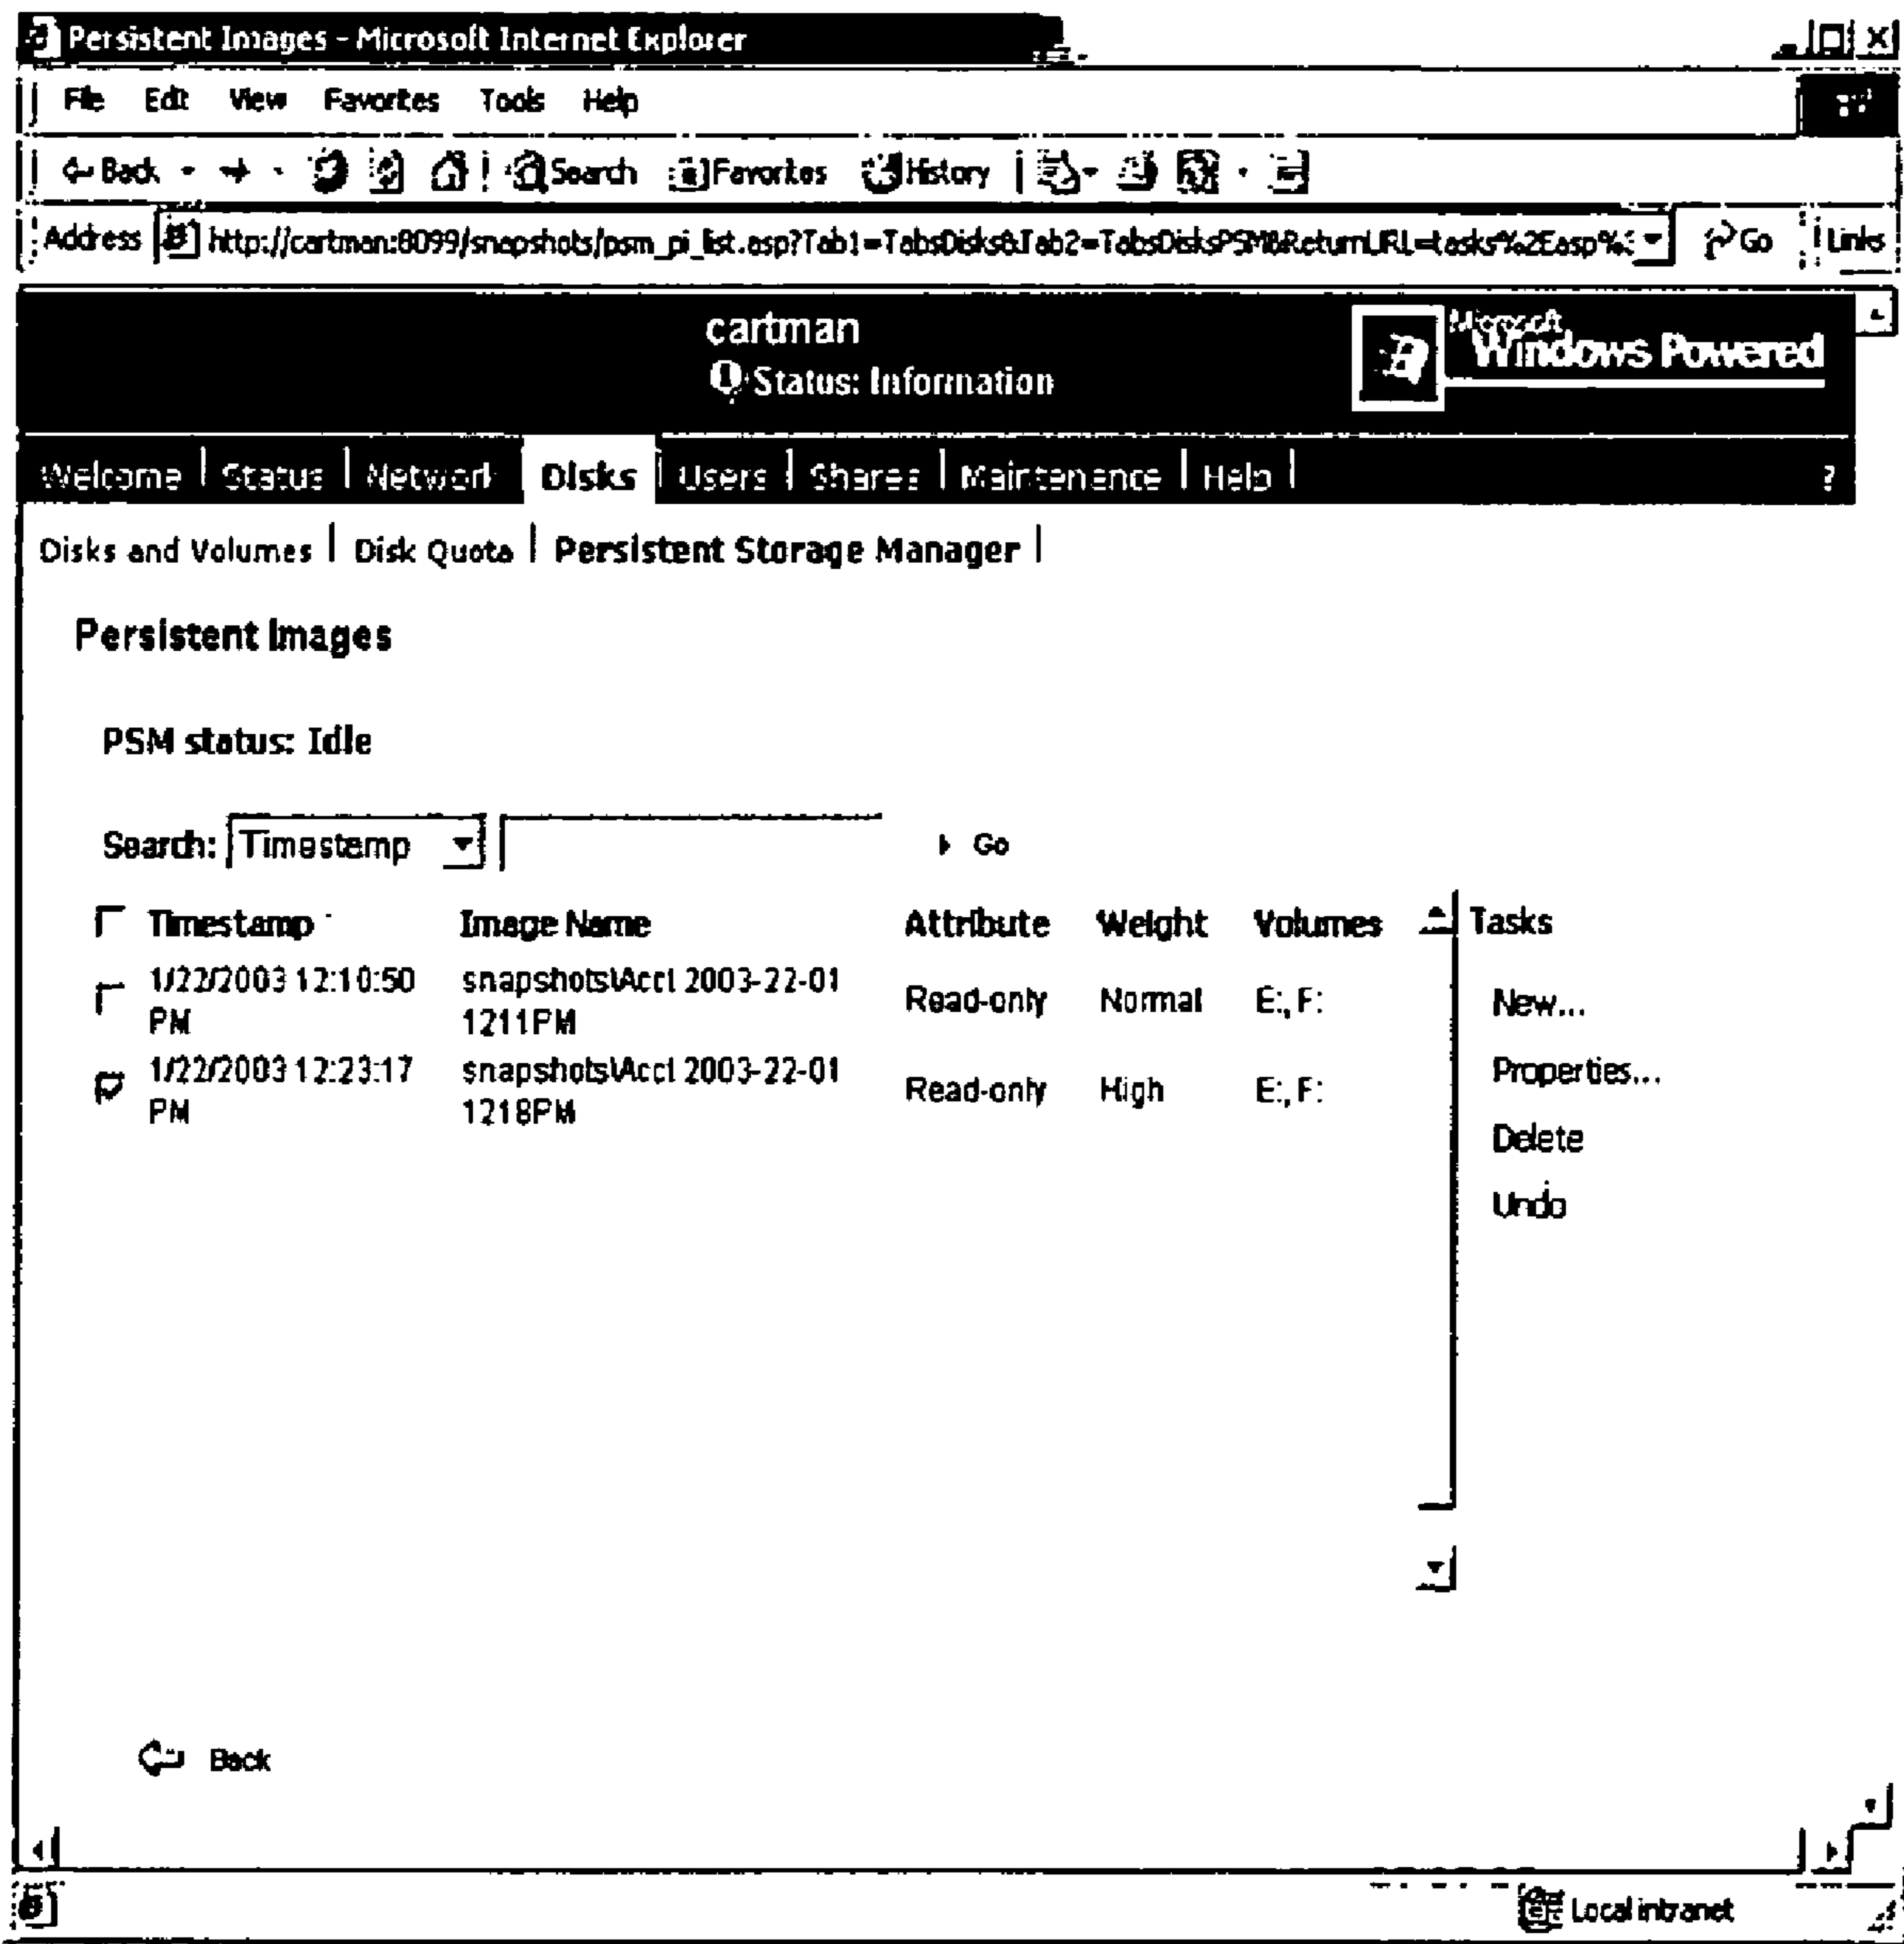 Persistent Images - Microsoft Internet Explorer
File Edit View Favorites Tools Help
Back Search Favorites History
Address http://cartman:8099/snapshots/psm_pi_list.asp?Tab1=TabsDisks&Tab2=TabsDisksPSM&ReturnURL=tasks%2Easp% Go Links
cartman
Status: Information
Microsoft
Windows Powered
Welcome | Status | Network Disks Users | Shares | Maintenance | Help | ?
Disks and Volumes | Disk Quota | Persistent Storage Manager |
Persistent Images
PSM status: Idle
Search: Timestamp Go
Timestamp Image Name Attribute Weight Volumes Tasks
1/22/2003 12:10:50 PM snapshots\Acct 2003-22-01 1211PM Read-only Normal E:, F:
1/22/2003 12:23:17 PM snapshots\Acct 2003-22-01 1218PM Read-only High E:, F:
New...
Properties...
Delete
Undo
Back
Local intranet